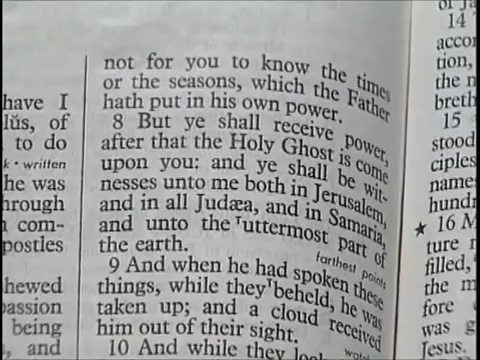 have I
lŭs, of
to do
k • written
he was
hrough
com-
postles
hewed
passion
being
, and
not for you to know the times
or the seasons, which the Father
hath put in his own power.
8 But ye shall receive power,
after that the Holy Ghost is come
upon you: and ye shall be wit-
nesses unto me both in Jerusalem,
and in all Judæa, and in Samaria,
and unto the ⸀uttermost part of
the earth.
farthest points
9 And when he had spoken these
things, while they ⸀beheld, he was
taken up; and a cloud received
him out of their sight.
10 And while they
14
accor
tion,
the n
breth
15
stood
ciples
name
hundr
★ 16 M
ture
filled,
the m
fore
was g
Jesus.